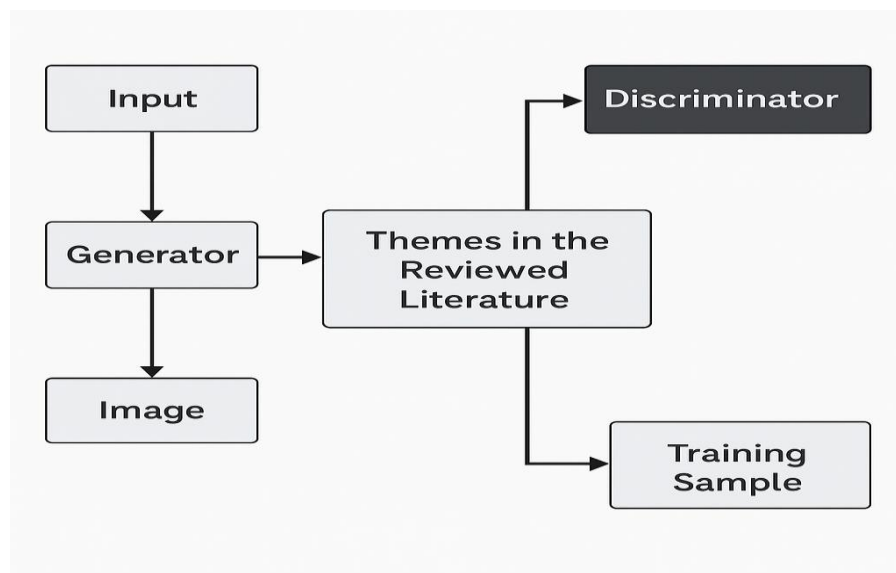 Input
Discriminator
Generator
Themes in the
Reviewed
Literature
Image
Training
Sample